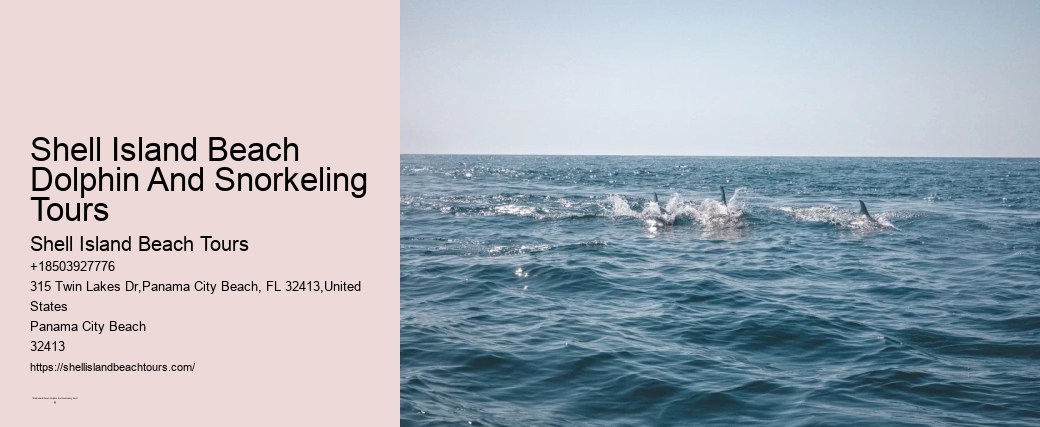 Shell Island Beach
Dolphin And Snorkeling
Tours
Shell Island Beach Tours
+18503927776
315 Twin Lakes Dr,Panama City Beach, FL 32413,United
States
Panama City Beach
32413
https://shellislandbeachtours.com/